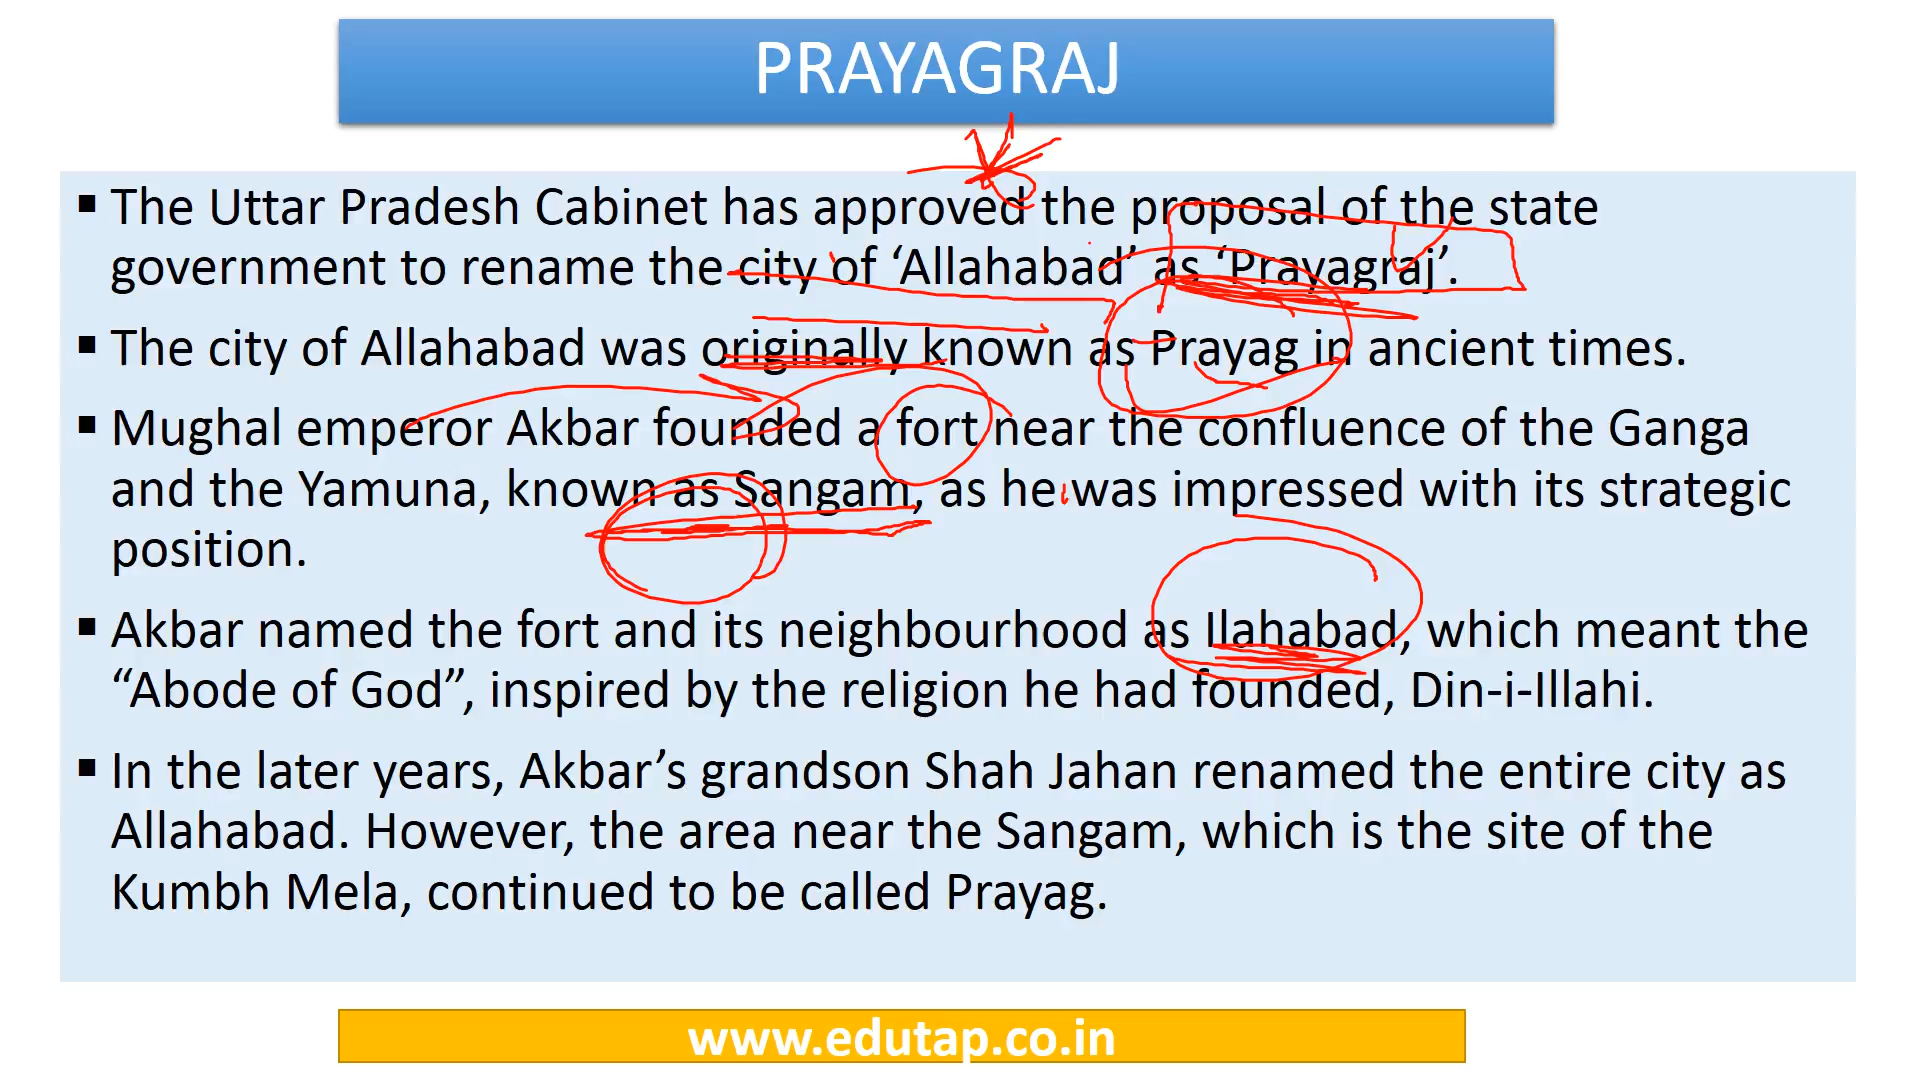 PRAYAGRAJ
▪ The Uttar Pradesh Cabinet has approved the proposal of the state
government to rename the city of ‘Allahabad’ as ‘Prayagraj’.
▪ The city of Allahabad was originally known as Prayag in ancient times.
▪ Mughal emperor Akbar founded a fort near the confluence of the Ganga
and the Yamuna, known as Sangam, as he was impressed with its strategic
position.
▪ Akbar named the fort and its neighbourhood as Ilahabad, which meant the
“Abode of God”, inspired by the religion he had founded, Din-i-Illahi.
▪ In the later years, Akbar’s grandson Shah Jahan renamed the entire city as
Allahabad. However, the area near the Sangam, which is the site of the
Kumbh Mela, continued to be called Prayag.
www.edutap.co.in